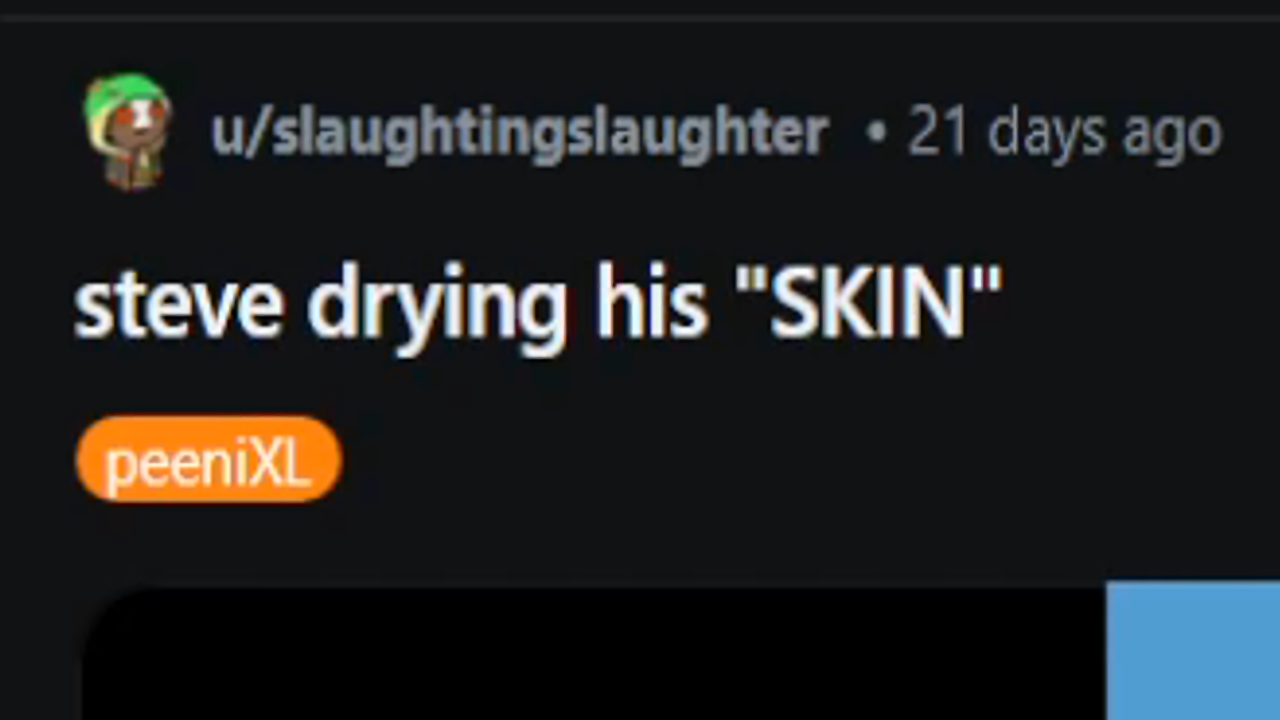 u/slaughtingslaughter • 21 days ago
steve drying his "SKIN"
peeniXL